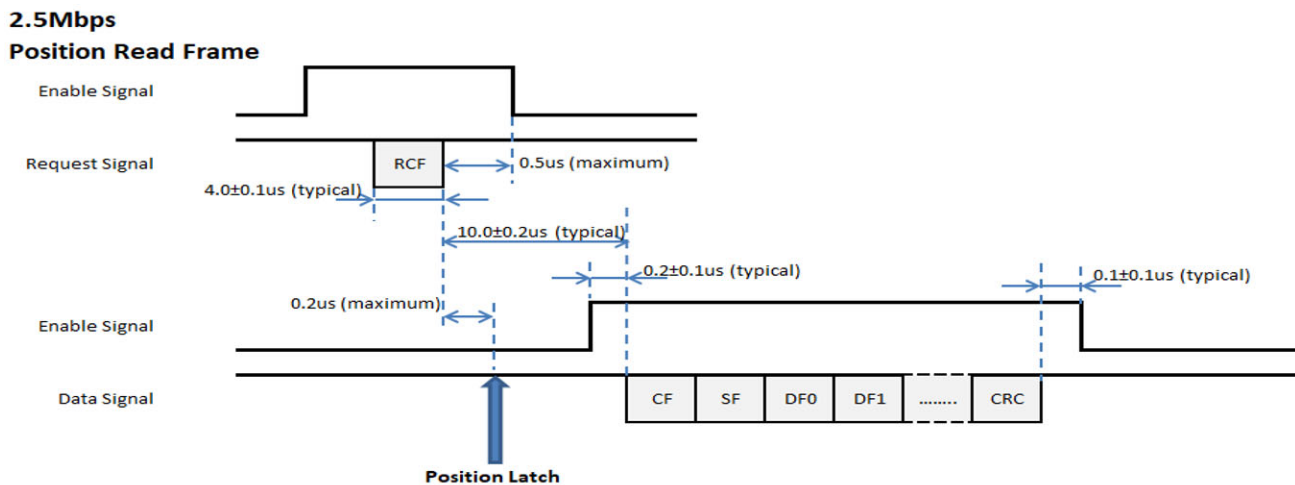 2.5Mbps
Position Read Frame
Enable Signal
Request Signal
RCF
0.5us (maximum)
4.0±0.1us (typical)
10.0±0.2us (typical)
0.2±0.1us (typical)
0.1±0.1us (typical)
0.2us (maximum)
Enable Signal
Data Signal
CF SF DF0 DF1 …….. CRC
Position Latch